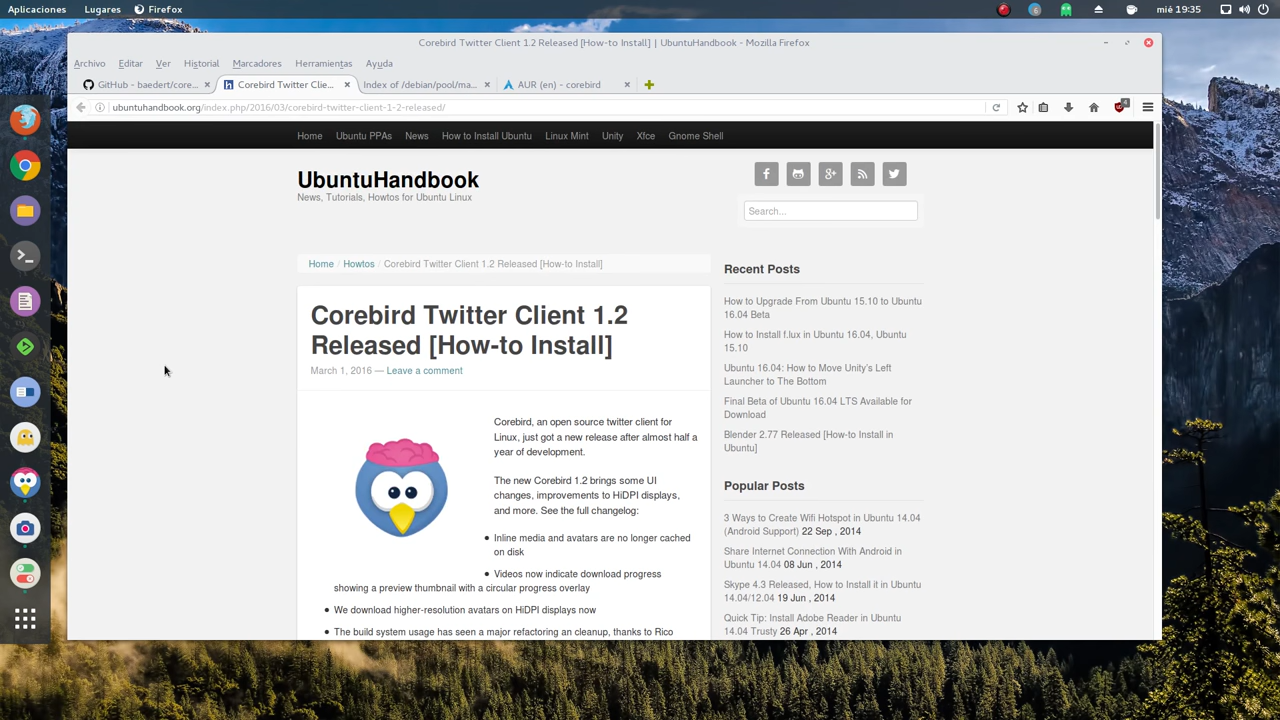 Aplicaciones Lugares Firefox mié 19:35
Corebird Twitter Client 1.2 Released [How-to Install] | UbuntuHandbook - Mozilla Firefox
Archivo Editar Ver Historial Marcadores Herramientas Ayuda
GitHub - baedert/core... Corebird Twitter Clie... Index of /debian/pool/ma... AUR (en) - corebird
ubuntuhandbook.org/index.php/2016/03/corebird-twitter-client-1-2-released/
Home Ubuntu PPAs News How to Install Ubuntu Linux Mint Unity Xfce Gnome Shell
UbuntuHandbook
News, Tutorials, Howtos for Ubuntu Linux
Search...
Home / Howtos / Corebird Twitter Client 1.2 Released [How-to Install]
Corebird Twitter Client 1.2
Released [How-to Install]
March 1, 2016 — Leave a comment
Corebird, an open source twitter client for
Linux, just got a new release after almost half a
year of development.
The new Corebird 1.2 brings some UI
changes, improvements to HiDPI displays,
and more. See the full changelog:
Inline media and avatars are no longer cached
on disk
Videos now indicate download progress
showing a preview thumbnail with a circular progress overlay
We download higher-resolution avatars on HiDPI displays now
The build system usage has seen a major refactoring an cleanup, thanks to Rico
Recent Posts
How to Upgrade From Ubuntu 15.10 to Ubuntu
16.04 Beta
How to Install f.lux in Ubuntu 16.04, Ubuntu
15.10
Ubuntu 16.04: How to Move Unity's Left
Launcher to The Bottom
Final Beta of Ubuntu 16.04 LTS Available for
Download
Blender 2.77 Released [How-to Install in
Ubuntu]
Popular Posts
3 Ways to Create Wifi Hotspot in Ubuntu 14.04
(Android Support) 22 Sep , 2014
Share Internet Connection With Android in
Ubuntu 14.04 08 Jun , 2014
Skype 4.3 Released, How to Install it in Ubuntu
14.04/12.04 19 Jun , 2014
Quick Tip: Install Adobe Reader in Ubuntu
14.04 Trusty 26 Apr , 2014